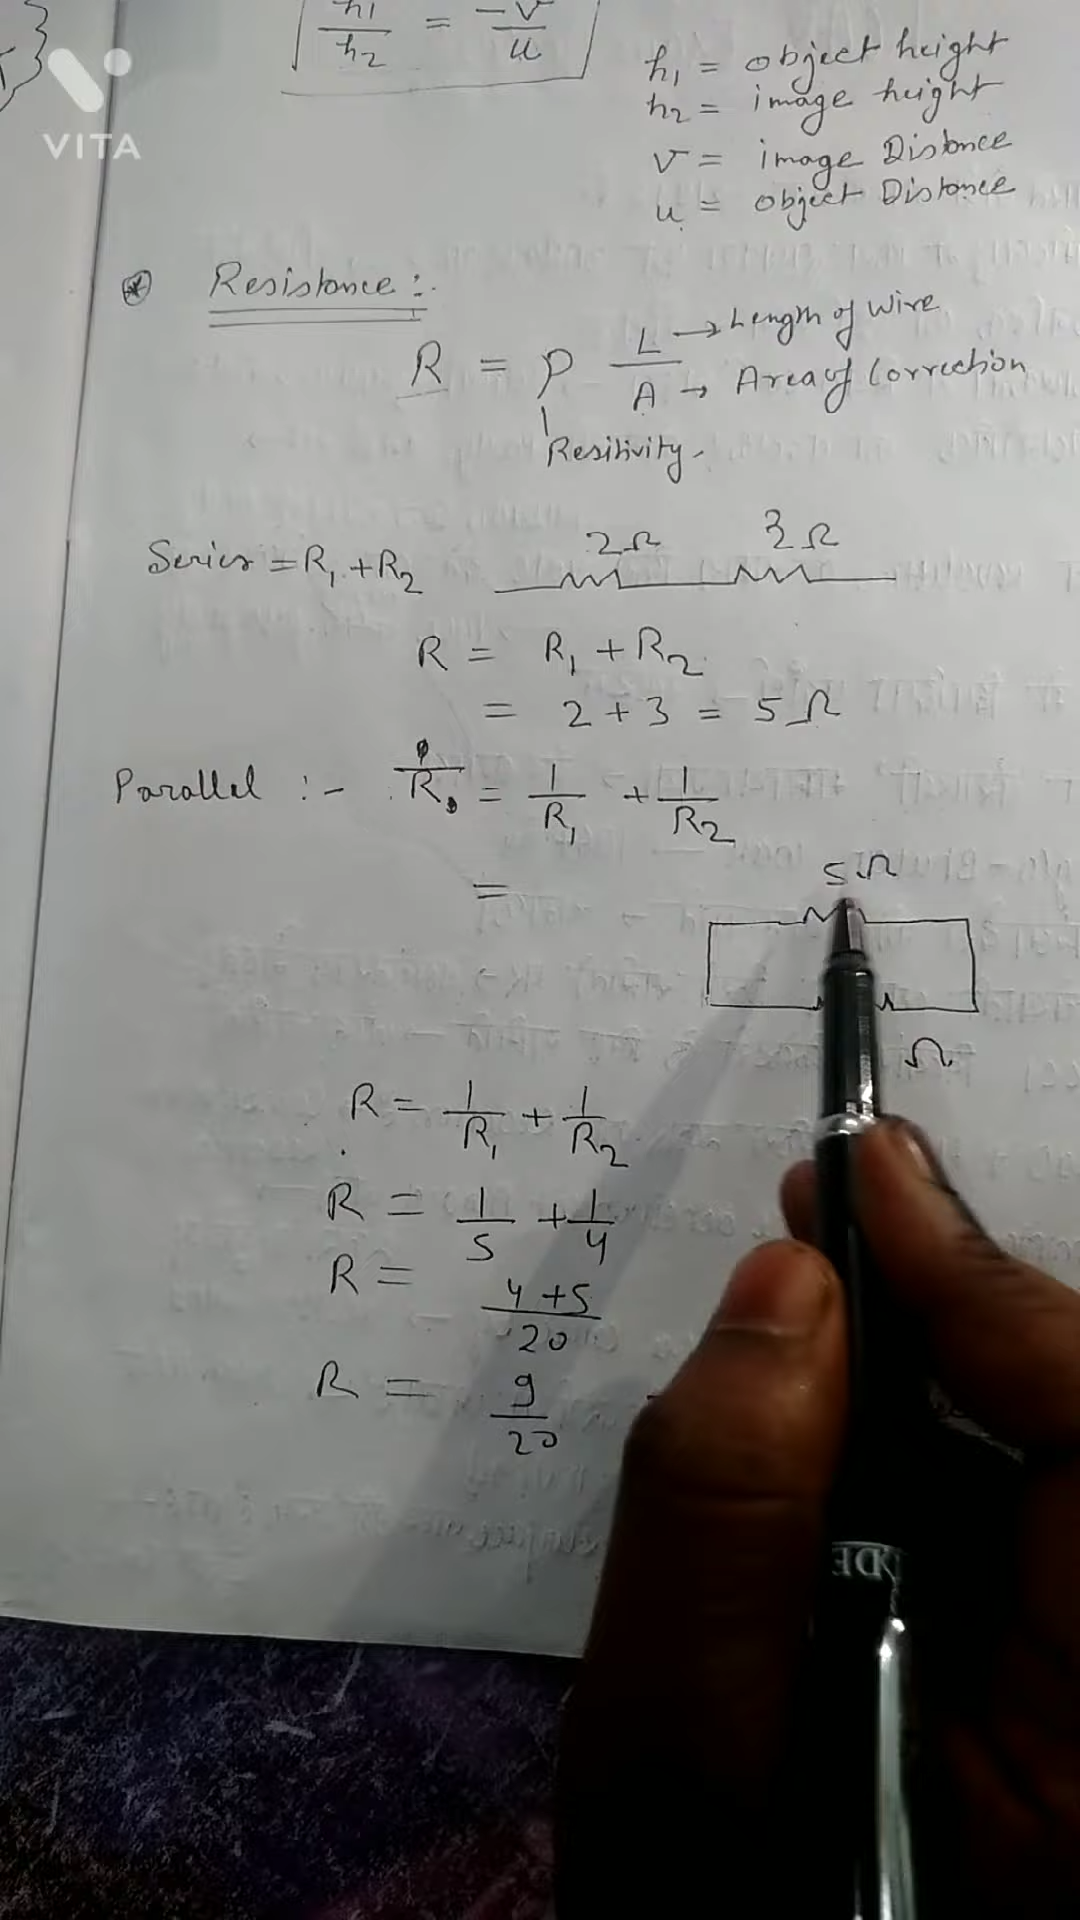 h1/h2 = -v/u
VITA
h1 = object height
h2 = image height
v = image Distance
u = object Distance
Resistance :-
R = ρ L/A
L → Length of wire
A → Area of Correction
Resitivity
Series = R1 + R2
2Ω 3Ω
R = R1 + R2
= 2 + 3 = 5Ω
Parallel :- 1/R = 1/R1 + 1/R2
=
5Ω
Ω
R = 1/R1 + 1/R2
R = 1/5 + 1/4
R = 4+5/20
R = 9/20